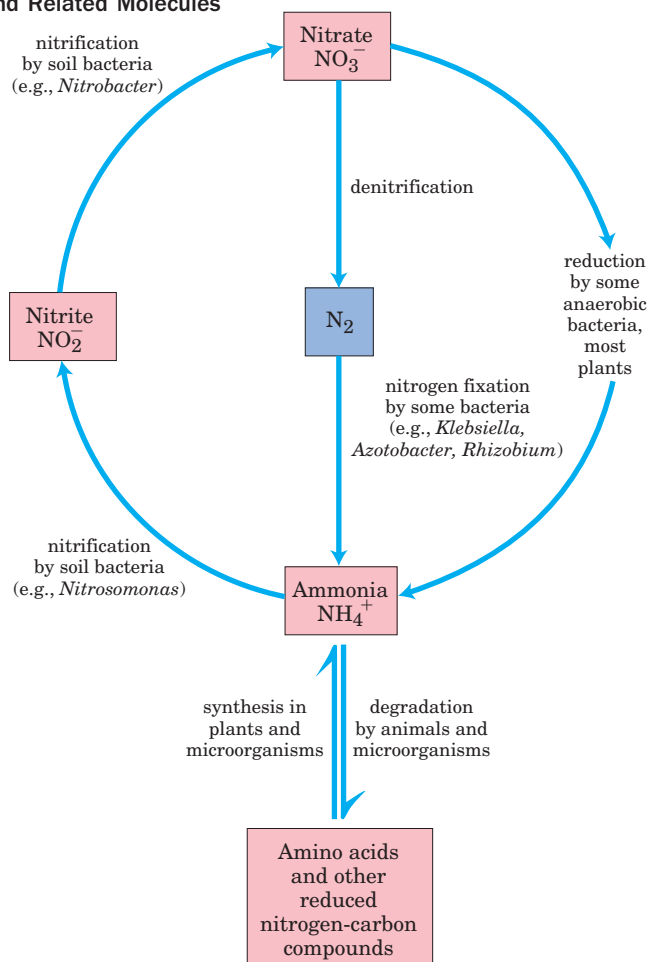 nd Related Molecules
nitrification
by soil bacteria
(e.g., Nitrobacter)
Nitrate
NO₃⁻
denitrification
reduction
by some
anaerobic
bacteria,
most
plants
Nitrite
NO₂⁻
N₂
nitrogen fixation
by some bacteria
(e.g., Klebsiella,
Azotobacter, Rhizobium)
nitrification
by soil bacteria
(e.g., Nitrosomonas)
Ammonia
NH₄⁺
synthesis in
plants and
microorganisms
degradation
by animals and
microorganisms
Amino acids
and other
reduced
nitrogen-carbon
compounds